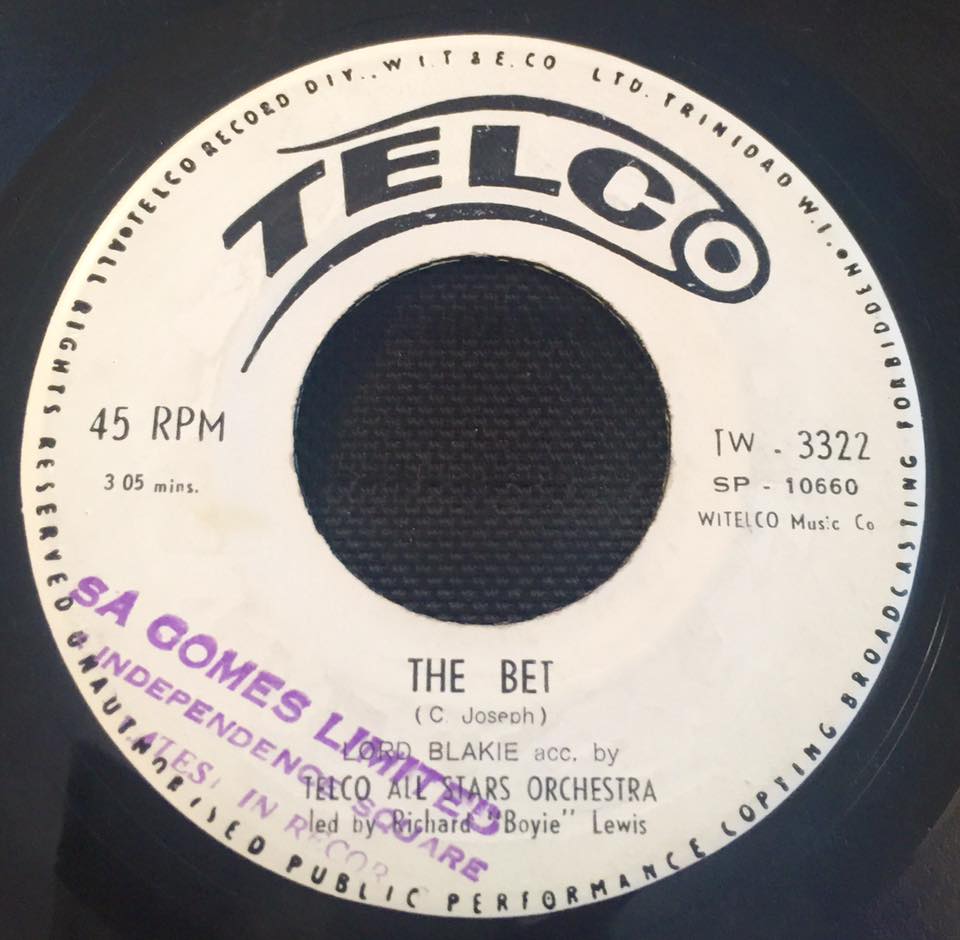 TELCO RECORD DIV., W.I.T & E. CO LTD. TRINIDAD W.I.
ALL RIGHTS RESERVED UNAUTHORISED PUBLIC PERFORMANCE COPYING BROADCASTING FORBIDDEN
TELCO
45 RPM
3 05 mins.
TW - 3322
SP - 10660
WITELCO Music Co
THE BET
(C. Joseph)
LORD BLAKIE acc. by
TELCO ALL STARS ORCHESTRA
led by Richard "Boyie" Lewis
SA GOMES LIMITED
INDEPENDENCE SQUARE
IN